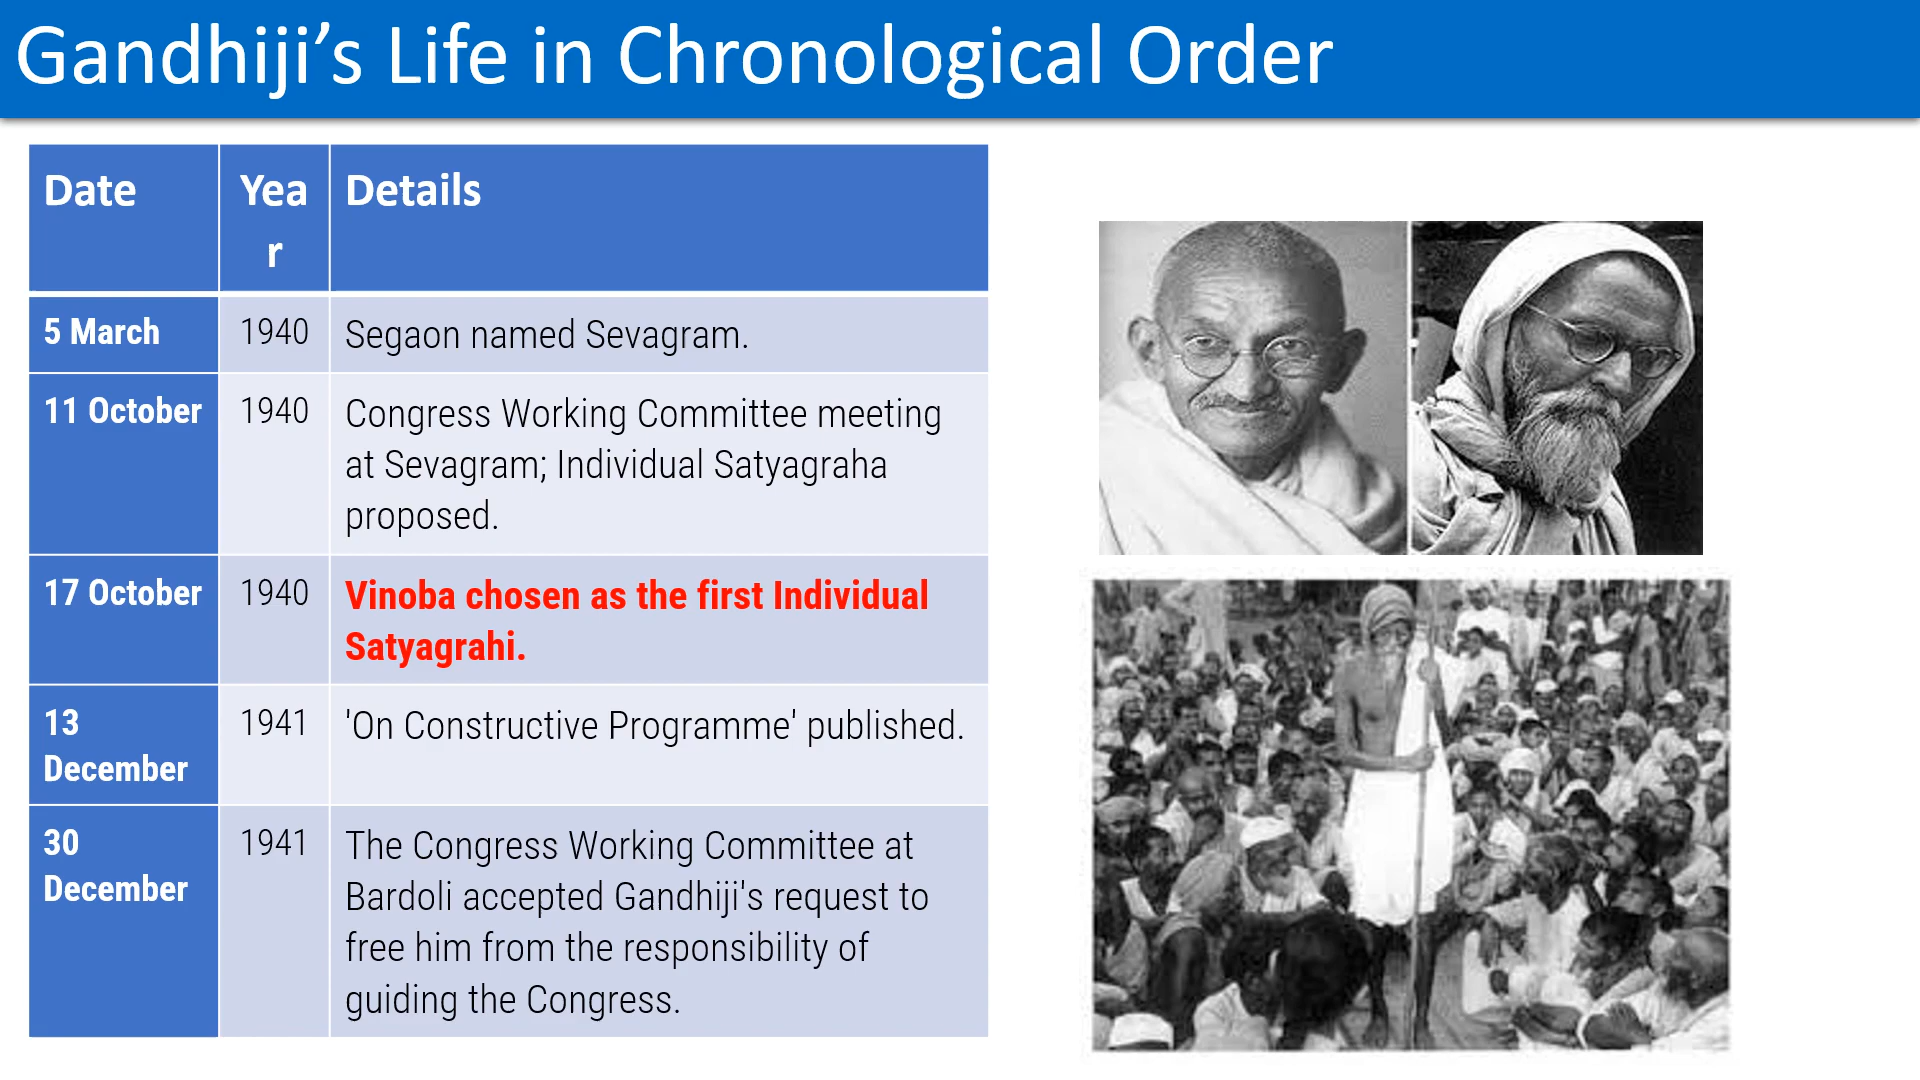 Gandhiji’s Life in Chronological Order
Date
Yea
r
Details
5 March
1940
Segaon named Sevagram.
11 October
1940
Congress Working Committee meeting
at Sevagram; Individual Satyagraha
proposed.
17 October
1940
Vinoba chosen as the first Individual
Satyagrahi.
13
December
1941
'On Constructive Programme' published.
30
December
1941
The Congress Working Committee at
Bardoli accepted Gandhiji's request to
free him from the responsibility of
guiding the Congress.